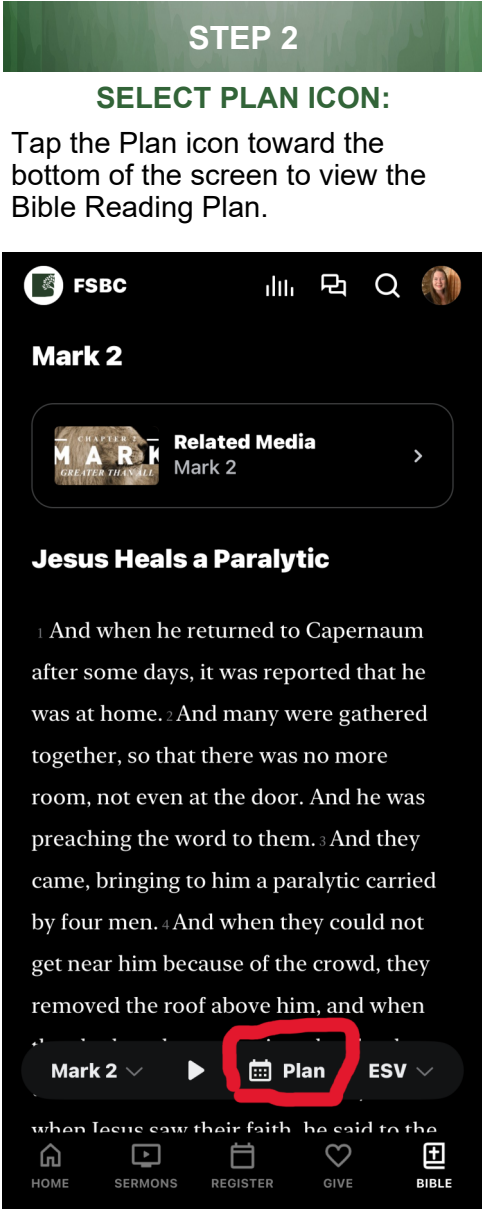 STEP 2
SELECT PLAN ICON:
Tap the Plan icon toward the
bottom of the screen to view the
Bible Reading Plan.
FSBC
Mark 2
CHAPTER 2
MARK
GREATER THAN ALL
Related Media
Mark 2
Jesus Heals a Paralytic
1 And when he returned to Capernaum
after some days, it was reported that he
was at home. 2 And many were gathered
together, so that there was no more
room, not even at the door. And he was
preaching the word to them. 3 And they
came, bringing to him a paralytic carried
by four men. 4 And when they could not
get near him because of the crowd, they
removed the roof above him, and when
Mark 2
Plan
ESV
when Jesus saw their faith, he said to the
HOME
SERMONS
REGISTER
GIVE
BIBLE